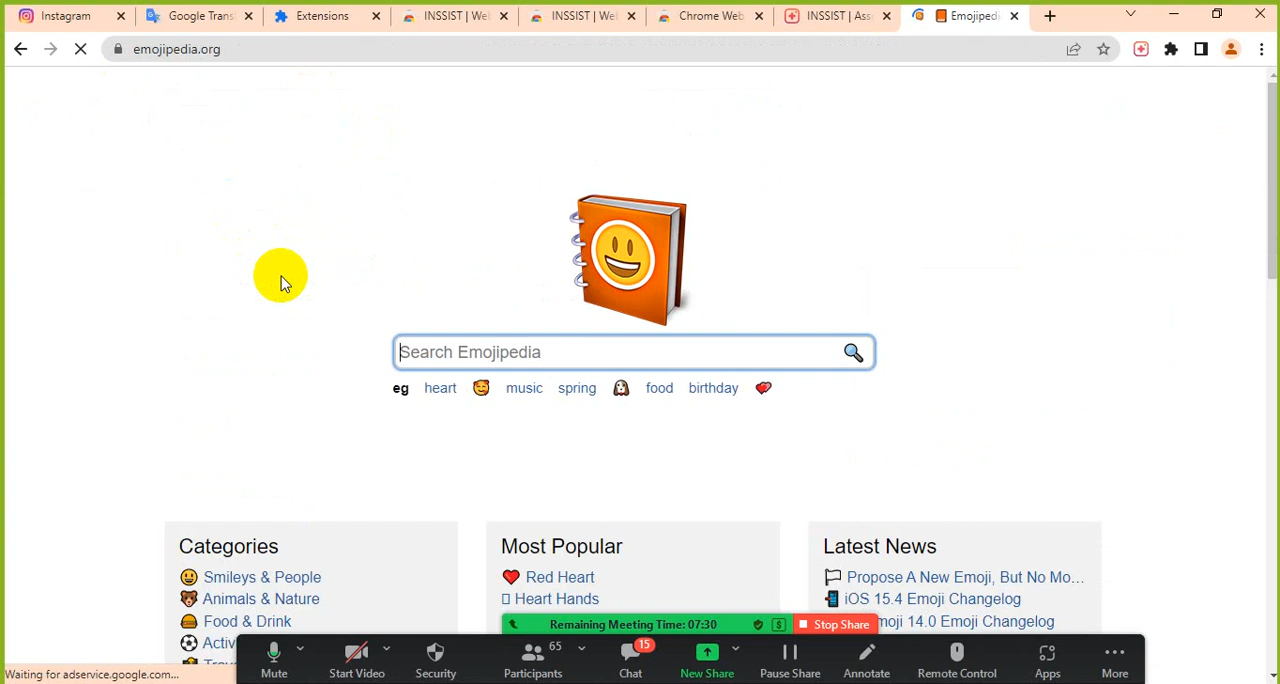 Instagram
Google Trans
Extensions
INSSIST | We
INSSIST | We
Chrome Web
INSSIST | Ass
Emojiped
emojipedia.org
Search Emojipedia
eg heart music spring food birthday
Categories
Smileys & People
Animals & Nature
Food & Drink
Activ
Most Popular
Red Heart
Heart Hands
Latest News
Propose A New Emoji, But No Mo...
iOS 15.4 Emoji Changelog
moji 14.0 Emoji Changelog
Remaining Meeting Time: 07:30
Stop Share
Mute
Start Video
Security
65
Participants
15
Chat
New Share
Pause Share
Annotate
Remote Control
Apps
More
Waiting for adservice.google.com...